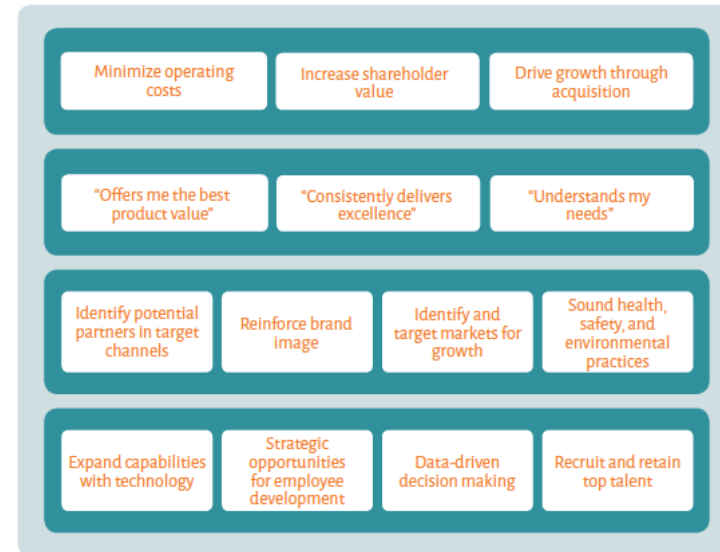 Minimize operating
costs
Increase shareholder
value
Drive growth through
acquisition
“Offers me the best
product value”
“Consistently delivers
excellence”
“Understands my
needs”
Identify potential
partners in target
channels
Reinforce brand
image
Identify and
target markets for
growth
Sound health,
safety, and
environmental
practices
Expand capabilities
with technology
Strategic
opportunities
for employee
development
Data-driven
decision making
Recruit and retain
top talent